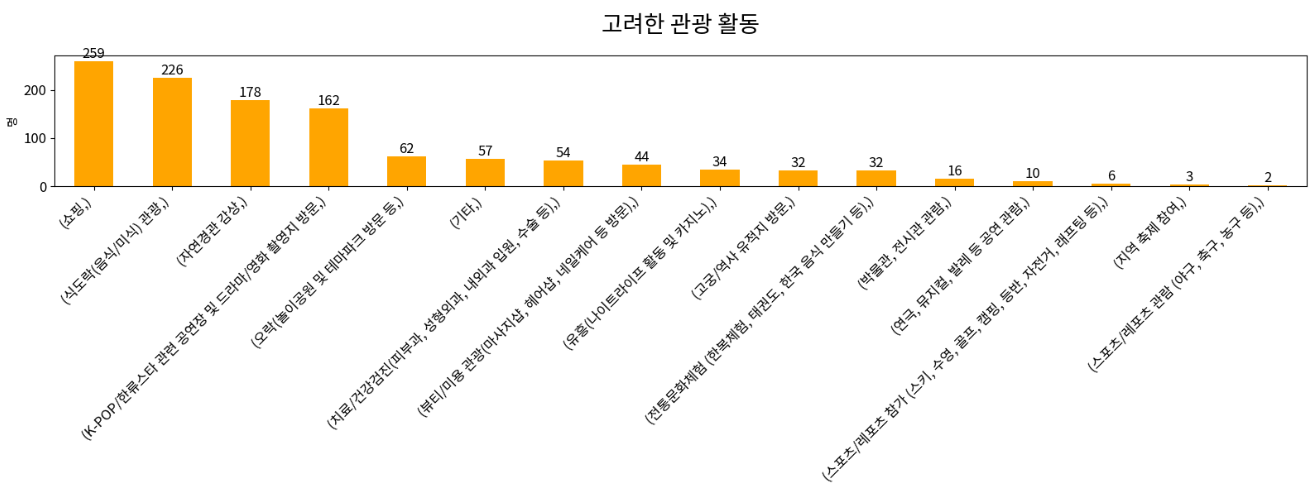 고려한 관광 활동
명
200
100
0
259
226
178
162
62
57
54
44
34
32
32
16
10
6
3
2
(쇼핑,)
(식도락(음식/미식) 관광,)
(자연경관 감상,)
(K-POP/한류스타 관련 공연장 및 드라마/영화 촬영지 방문,)
(오락(놀이공원 및 테마파크 방문 등,)
(기타,)
(치료/건강검진(피부과, 성형외과, 내외과 입원, 수술 등),)
(뷰티/미용 관광(마사지샵, 헤어샵, 네일케어 등 방문),)
(유흥(나이트라이프 활동 및 카지노),)
(고궁/역사 유적지 방문,)
(전통문화체험 (한복체험, 태권도, 한국 음식 만들기 등),)
(박물관, 전시관 관람,)
(연극, 뮤지컬, 발레 등 공연 관람,)
(스포츠/레포츠 참가 (스키, 수영, 골프, 캠핑, 등반, 자전거, 래프팅 등),)
(지역 축제 참여,)
(스포츠/레포츠 관람 (야구, 축구, 농구 등),)